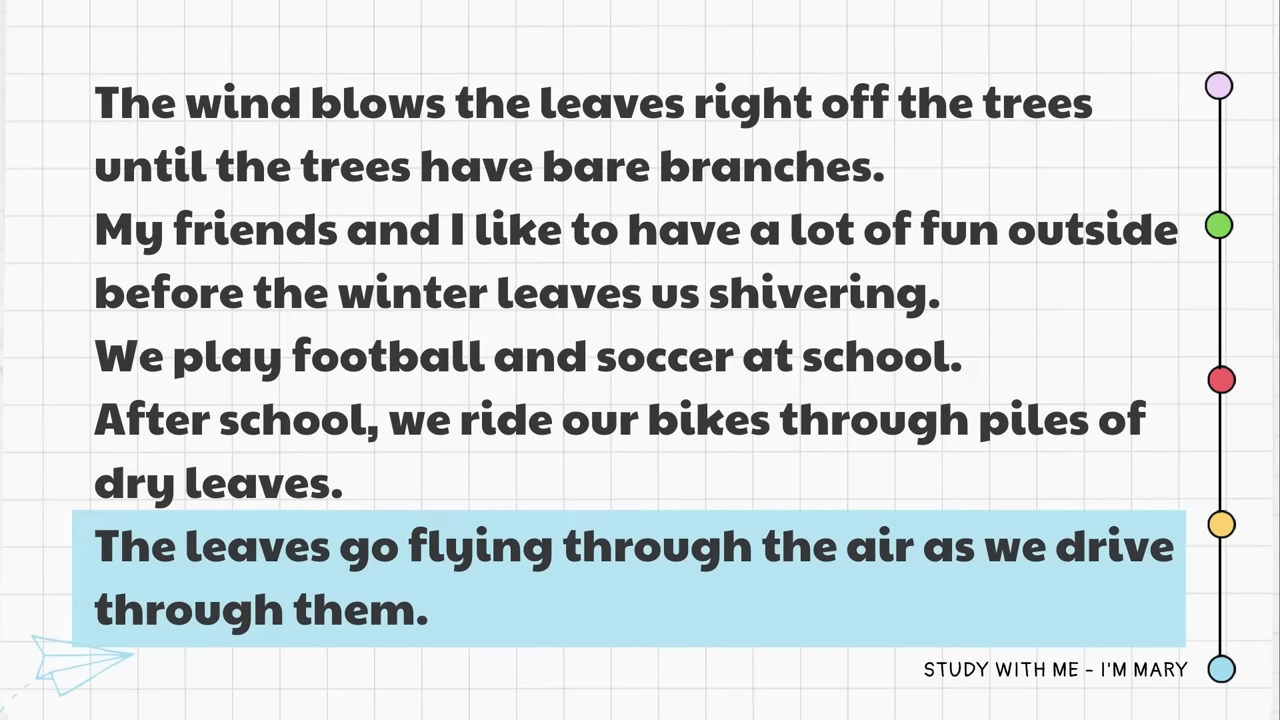 The wind blows the leaves right off the trees
until the trees have bare branches.
My friends and I like to have a lot of fun outside
before the winter leaves us shivering.
We play football and soccer at school.
After school, we ride our bikes through piles of
dry leaves.
The leaves go flying through the air as we drive
through them.
STUDY WITH ME - I'M MARY